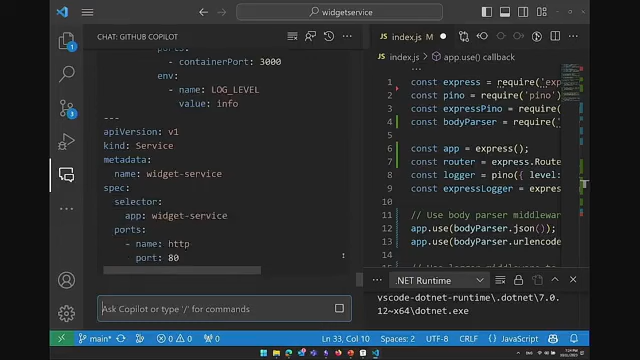 widgetservice
CHAT: GITHUB COPILOT
ports:
- containerPort: 3000
env:
- name: LOG_LEVEL
value: info
---
apiVersion: v1
kind: Service
metadata:
name: widget-service
spec:
selector:
app: widget-service
ports:
- name: http
- port: 80
Ask Copilot or type '/' for commands
1
3
index.js M
index.js > app.use() callback
...
1 const express = require('exp
2 const pino = require('pino')
3 const expressPino = require(
4 const bodyParser = require('
5
6 const app = express();
7 const router = express.Route
8 const logger = pino({ level:
9 const expressLogger = expres
10
11 // Use body parser middlewar
12 app.use(bodyParser.json());
13 app.use(bodyParser.urlencode
14
.NET Runtime
vscode-dotnet-runtime\.dotnet\7.0.
12~x64\dotnet.exe
main* 0 0 0 Ln 33, Col 10 Spaces: 2 UTF-8 CRLF {} JavaScript